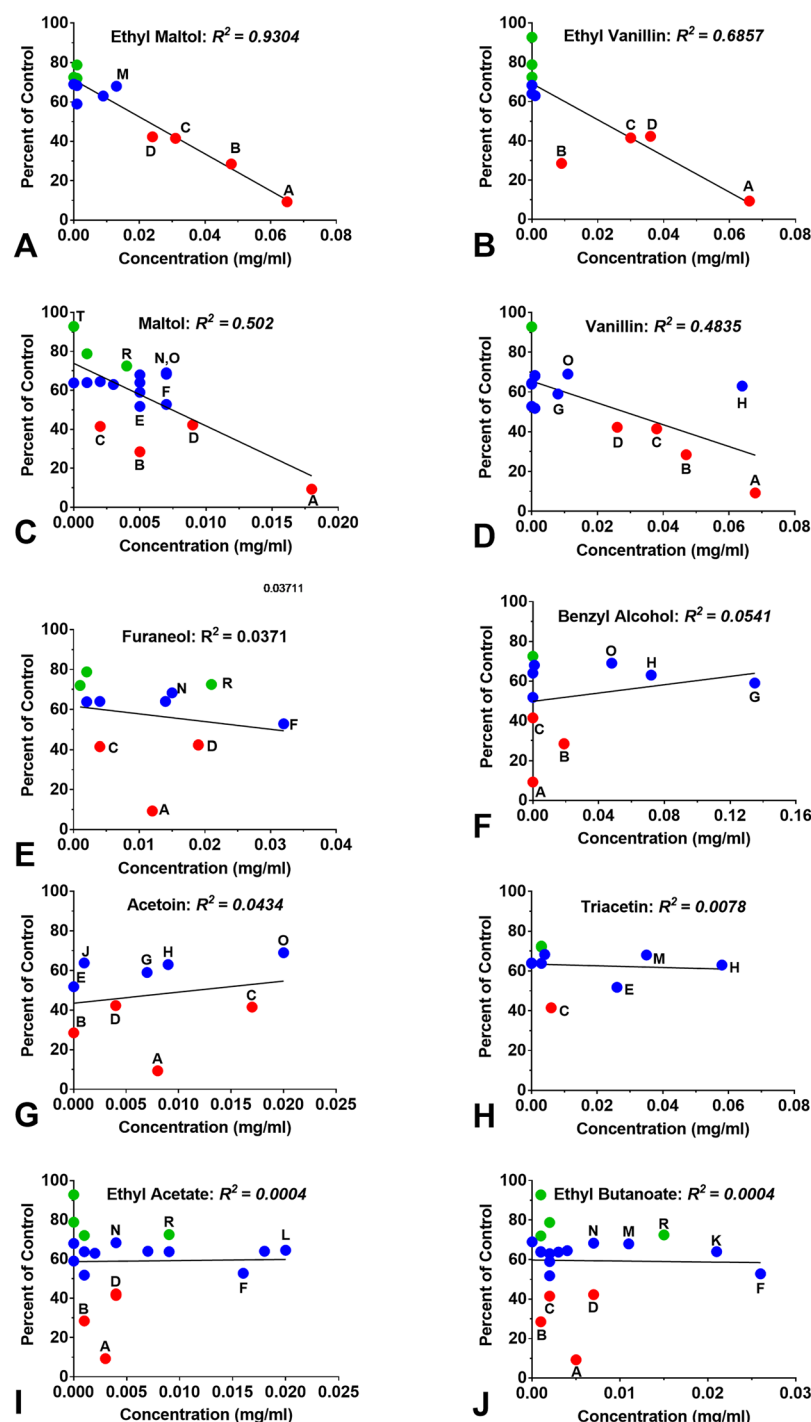 Ethyl Maltol: R² = 0.9304
Percent of Control
100
80
60
40
20
0
M
D
C
B
A
0.00 0.02 0.04 0.06 0.08
Concentration (mg/ml)
A
Ethyl Vanillin: R² = 0.6857
Percent of Control
100
80
60
40
20
0
B
C
D
A
0.00 0.02 0.04 0.06 0.08
Concentration (mg/ml)
B
Maltol: R² = 0.502
Percent of Control
100
80
60
40
20
0
T
R
N,O
F
E
C
B
D
A
0.000 0.005 0.010 0.015 0.020
Concentration (mg/ml)
C
Vanillin: R² = 0.4835
Percent of Control
100
80
60
40
20
0
O
G
H
D
C
B
A
0.00 0.02 0.04 0.06 0.08
Concentration (mg/ml)
D
0.03711
Furaneol: R² = 0.0371
Percent of Control
100
80
60
40
20
0
N
R
F
C
D
A
0.00 0.01 0.02 0.03 0.04
Concentration (mg/ml)
E
Benzyl Alcohol: R² = 0.0541
Percent of Control
100
80
60
40
20
0
O
H
G
C
B
A
0.00 0.04 0.08 0.12 0.16
Concentration (mg/ml)
F
Acetoin: R² = 0.0434
Percent of Control
100
80
60
40
20
0
J
E
G
H
O
B
D
C
A
0.000 0.005 0.010 0.015 0.020 0.025
Concentration (mg/ml)
G
Triacetin: R² = 0.0078
Percent of Control
100
80
60
40
20
0
M
H
E
C
0.00 0.02 0.04 0.06 0.08
Concentration (mg/ml)
H
Ethyl Acetate: R² = 0.0004
Percent of Control
100
80
60
40
20
0
N
R
L
F
D
B
A
0.000 0.005 0.010 0.015 0.020 0.025
Concentration (mg/ml)
I
Ethyl Butanoate: R² = 0.0004
Percent of Control
100
80
60
40
20
0
N
M
R
K
F
C
D
B
A
0.00 0.01 0.02 0.03
Concentration (mg/ml)
J